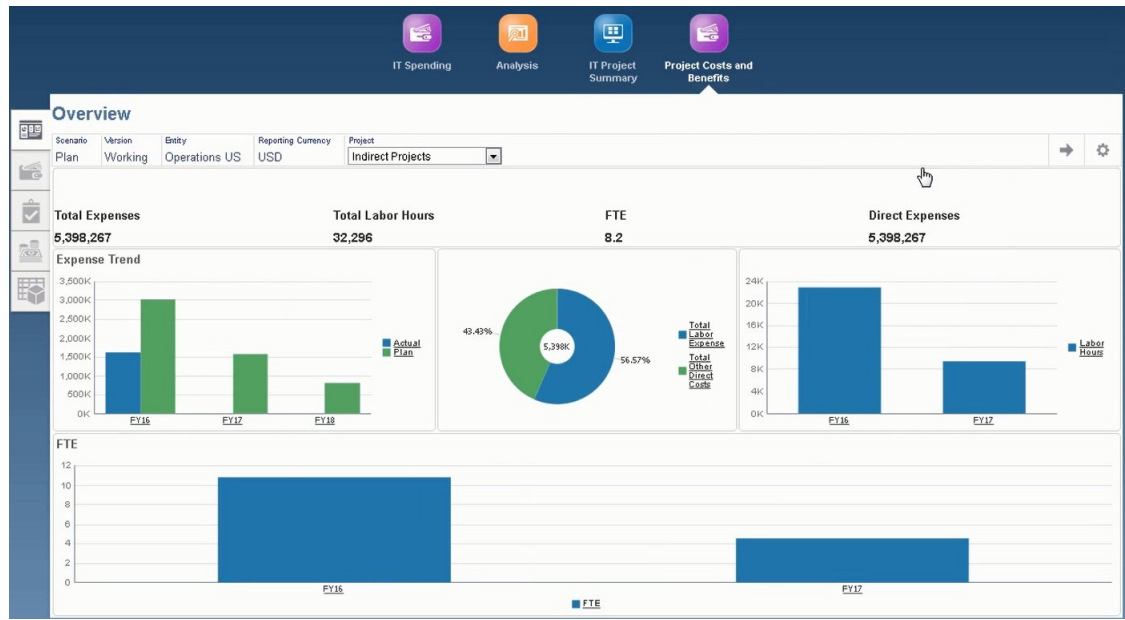 IT Spending
Analysis
IT Project
Summary
Project Costs and
Benefits
Overview
Scenario Version Entity Reporting Currency Project
Plan Working Operations US USD Indirect Projects
Total Expenses Total Labor Hours FTE Direct Expenses
5,398,267 32,296 8.2 5,398,267
Expense Trend
3,500K
3,000K
2,500K
2,000K
1,500K
1,000K
500K
0K
FY16 FY17 FY18
Actual
Plan
43.43%
5,398K
56.57%
Total
Labor
Expense
Total
Other
Direct
Costs
24K
20K
16K
12K
8K
4K
0K
FY16 FY17
Labor
Hours
FTE
12
10
8
6
4
2
0
FY16 FY17
FTE